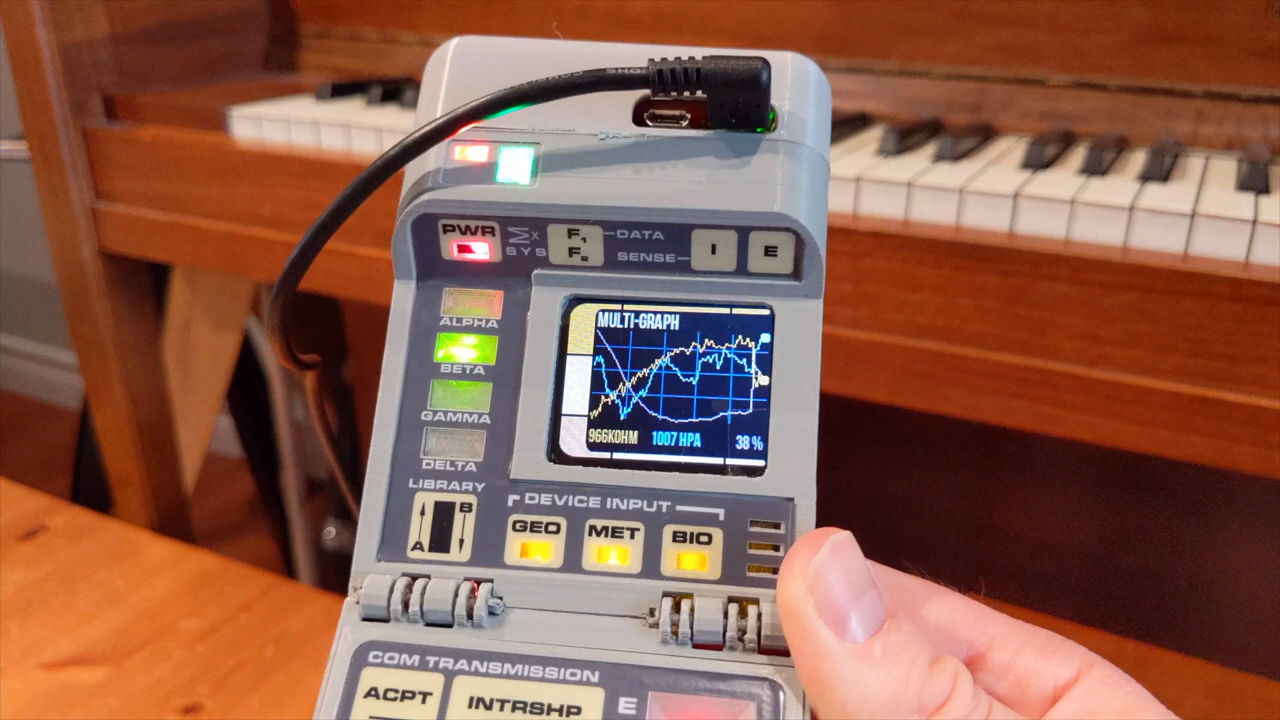 PWR
SYS
F1
F2
DATA
SENSE
I
E
ALPHA
BETA
GAMMA
DELTA
MULTI-GRAPH
966KOHM 1007 HPA 38 %
LIBRARY
A B
DEVICE INPUT
GEO MET BIO
COM TRANSMISSION
ACPT INTRSHP E